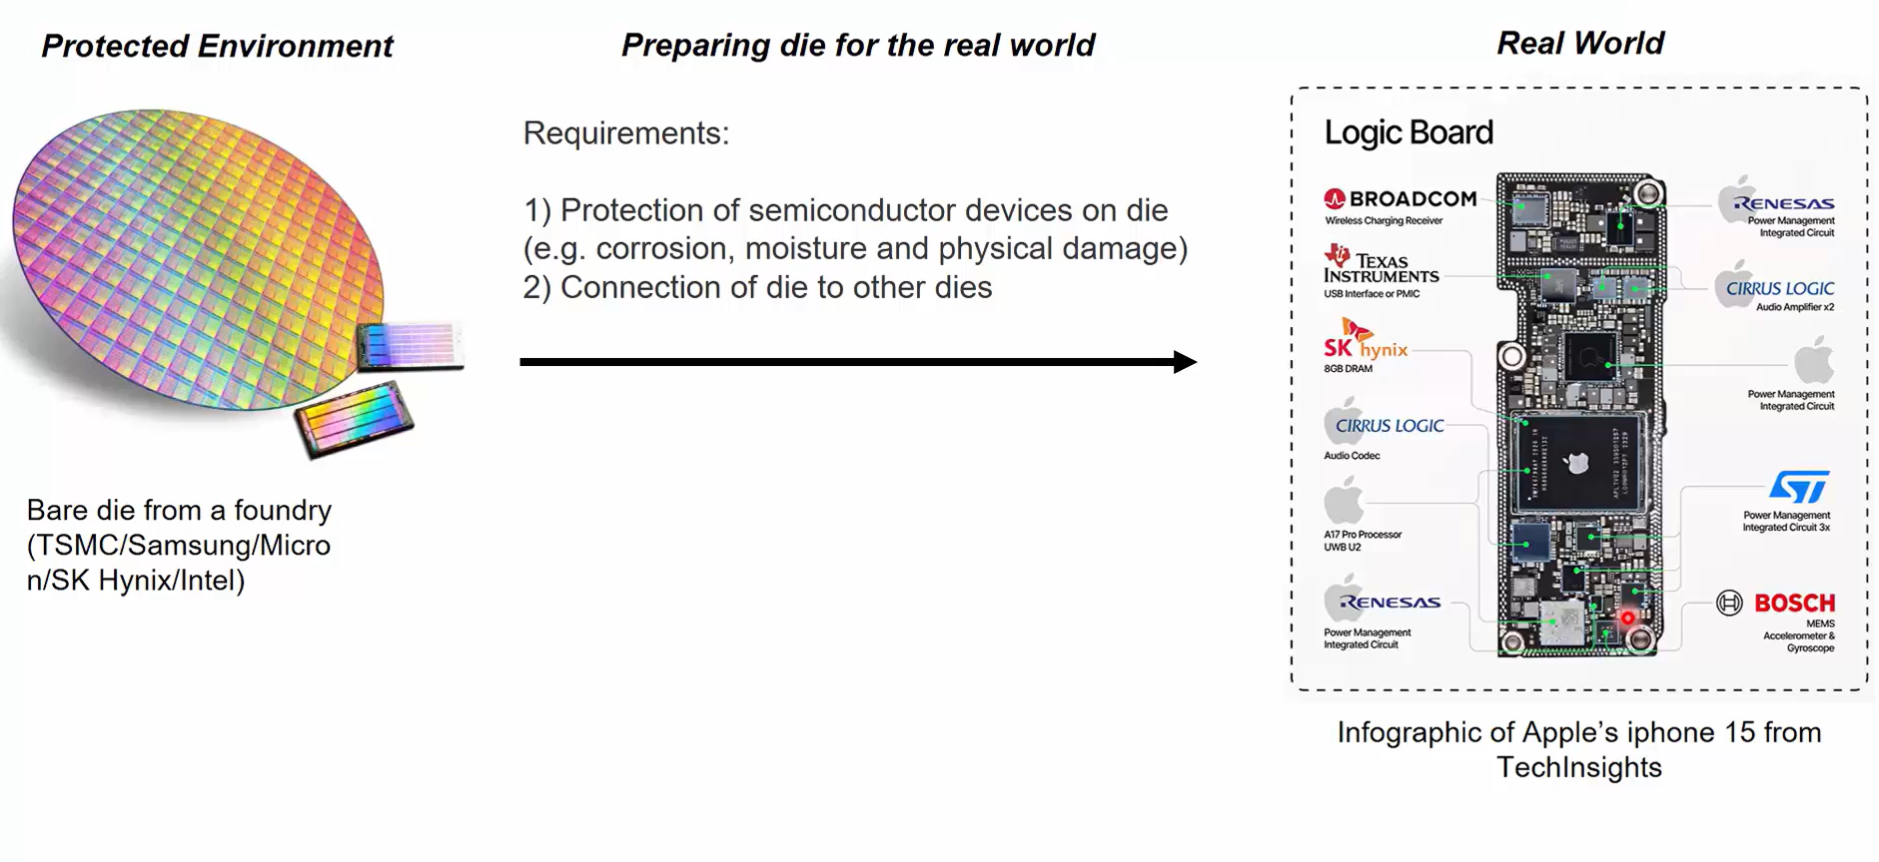 Protected Environment
Preparing die for the real world
Real World
Requirements:
1) Protection of semiconductor devices on die
(e.g. corrosion, moisture and physical damage)
2) Connection of die to other dies
Bare die from a foundry
(TSMC/Samsung/Micro
n/SK Hynix/Intel)
Logic Board
BROADCOM
Wireless Charging Receiver
TEXAS
INSTRUMENTS
USB Interface or PMIC
SK hynix
8GB DRAM
CIRRUS LOGIC
Audio Codec
A17 Pro Processor
UWB U2
RENESAS
Power Management
Integrated Circuit
RENESAS
Power Management
Integrated Circuit
CIRRUS LOGIC
Audio Amplifier x2
Power Management
Integrated Circuit
ST
Power Management
Integrated Circuit 3x
BOSCH
MEMS
Accelerometer &
Gyroscope
Infographic of Apple's iphone 15 from
TechInsights